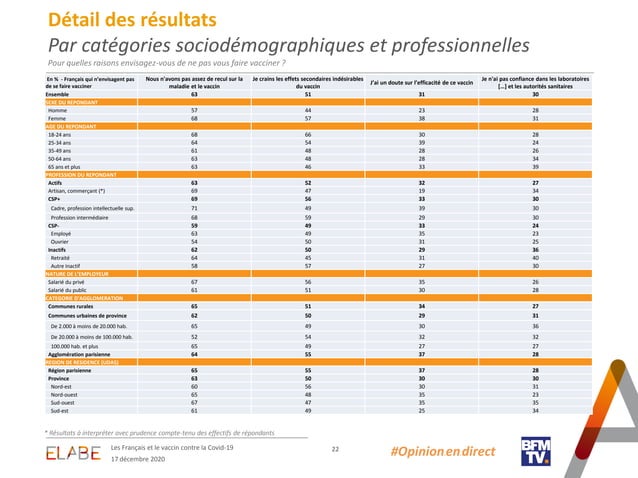 Détail des résultats
Par catégories sociodémographiques et professionnelles
Pour quelles raisons envisagez-vous de ne pas vous faire vacciner ?
En % - Français qui n'envisagent pas de se faire vacciner | Nous n'avons pas assez de recul sur la maladie et le vaccin | Je crains les effets secondaires indésirables du vaccin | J'ai un doute sur l'efficacité de ce vaccin | Je n'ai pas confiance dans les laboratoires […] et les autorités sanitaires
Ensemble 63 51 31 30
SEXE DU REPONDANT
Homme 57 44 23 28
Femme 68 57 38 31
AGE DU REPONDANT
18-24 ans 68 66 30 28
25-34 ans 64 54 39 24
35-49 ans 61 48 28 26
50-64 ans 63 48 28 34
65 ans et plus 63 46 33 39
PROFESSION DU REPONDANT
Actifs 63 52 32 27
Artisan, commerçant (*) 69 47 19 34
CSP+ 69 56 33 30
Cadre, profession intellectuelle sup. 71 49 39 30
Profession intermédiaire 68 59 29 30
CSP- 59 49 33 24
Employé 63 49 35 23
Ouvrier 54 50 31 25
Inactifs 62 50 29 36
Retraité 64 45 31 40
Autre inactif 58 57 27 30
NATURE DE L'EMPLOYEUR
Salarié du privé 67 56 35 26
Salarié du public 61 51 30 28
CATEGORIE D'AGGLOMERATION
Communes rurales 65 51 34 27
Communes urbaines de province 62 50 29 31
De 2.000 à moins de 20.000 hab. 65 49 30 36
De 20.000 à moins de 100.000 hab. 52 54 32 32
100.000 hab. et plus 65 49 27 27
Agglomération parisienne 64 55 37 28
REGION DE RESIDENCE (UDA5)
Région parisienne 65 55 37 28
Province 63 50 30 30
Nord-est 60 56 30 31
Nord-ouest 65 48 35 23
Sud-ouest 67 47 35 35
Sud-est 61 49 25 34
* Résultats à interpréter avec prudence compte-tenu des effectifs de répondants
ELABE
Les Français et le vaccin contre la Covid-19
17 décembre 2020
22
#Opinionendirect
BFM
TV.